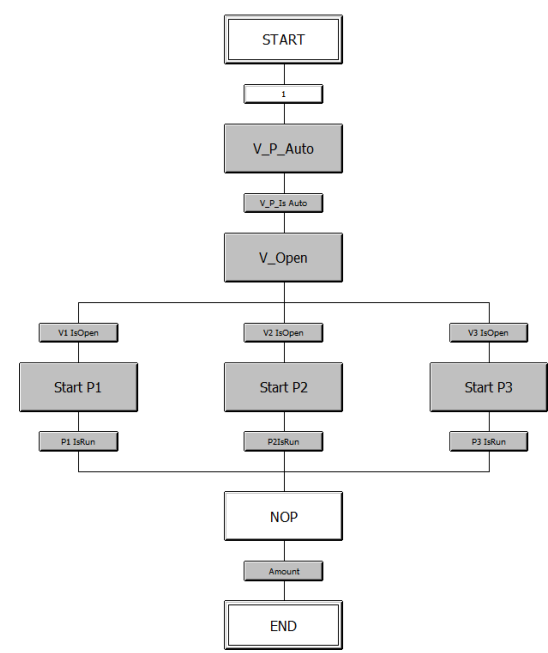 START
1
V_P_Auto
V_P_Is Auto
V_Open
V1 IsOpen
V2 IsOpen
V3 IsOpen
Start P1
Start P2
Start P3
P1 IsRun
P2IsRun
P3 IsRun
NOP
Amount
END